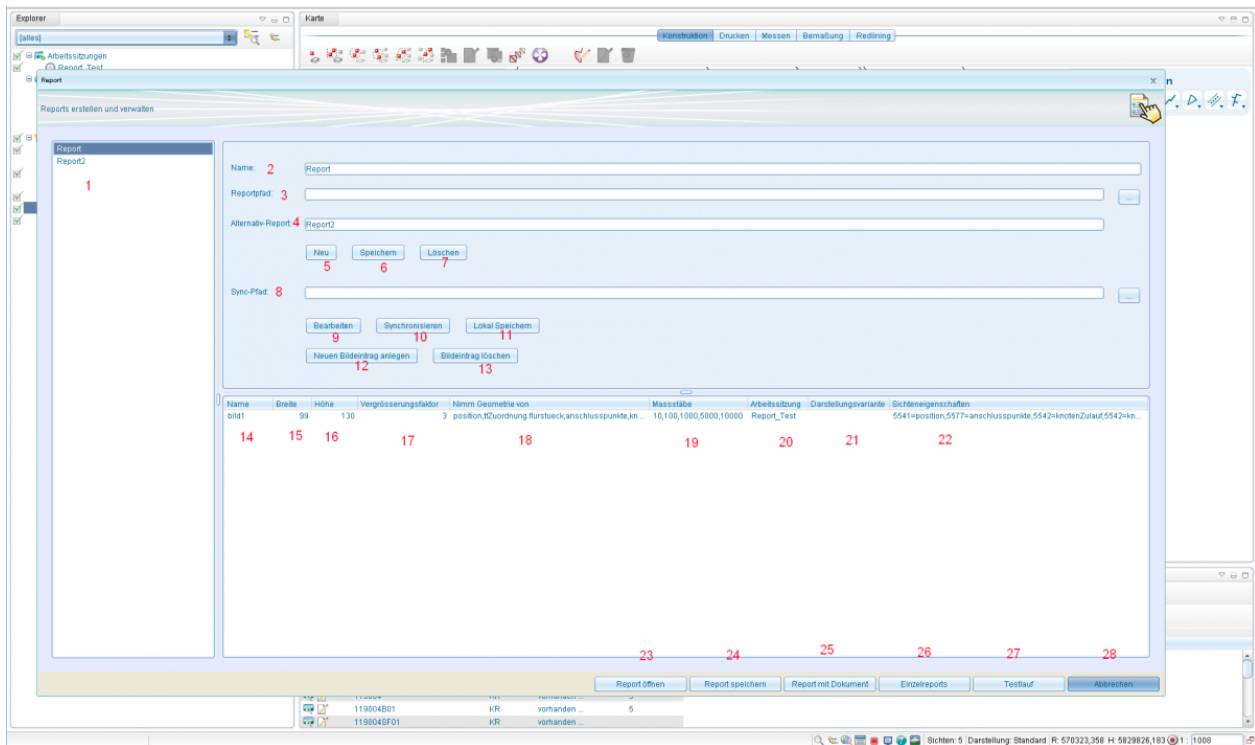 Explorer
Karte
[alles]
Konstruktion Drucken Messen Bemaßung Redlining
Arbeitssitzungen
Report_Test
Report
n
Reports erstellen und verwalten
Report
Report2
1
Name: 2 Report
Reportpfad: 3 ...
Alternativ-Report: 4 Report2
Neu Speichern Löschen
5 6 7
Sync-Pfad: 8 ...
Bearbeiten Synchronisieren Lokal Speichern
9 10 11
Neuen Bildeintrag anlegen Bildeintrag löschen
12 13
Name Breite Höhe Vergrösserungsfaktor Nimm Geometrie von Massstäbe Arbeitssitzung Darstellungsvariante Sichteneigenschaften
bild1 99 130 3 position,tlZuordnung.flurstueck,anschlusspunkte,kn... 10,100,1000,5000,10000 Report_Test 5541=position,5577=anschlusspunkte,5542=knotenZulauf,5542=kn...
14 15 16 17 18 19 20 21 22
23 24 25 26 27 28
Report öffnen Report speichern Report mit Dokument Einzelreports Testlauf Abbrechen
119004 KR vorhanden ... 5
119004B01 KR vorhanden ... 5
119004SF01 KR vorhanden ...
Sichten: 5 Darstellung: Standard R: 570323,358 H: 5829826,183 1 : 1008